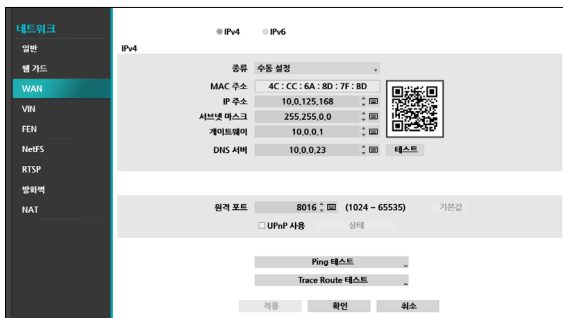 네트워크
일반
웹 가드
WAN
VIN
FEN
NetFS
RTSP
방화벽
NAT
IPv4 IPv6
IPv4
종류 수동 설정
MAC 주소 4C : CC : 6A : 8D : 7F : BD
IP 주소 10,0,125,168
서브넷 마스크 255,255,0,0
게이트웨이 10,0,0,1
DNS 서버 10,0,0,23 테스트
원격 포트 8016 (1024 ~ 65535) 기본값
UPnP 사용 상태
Ping 테스트
Trace Route 테스트
적용 확인 취소